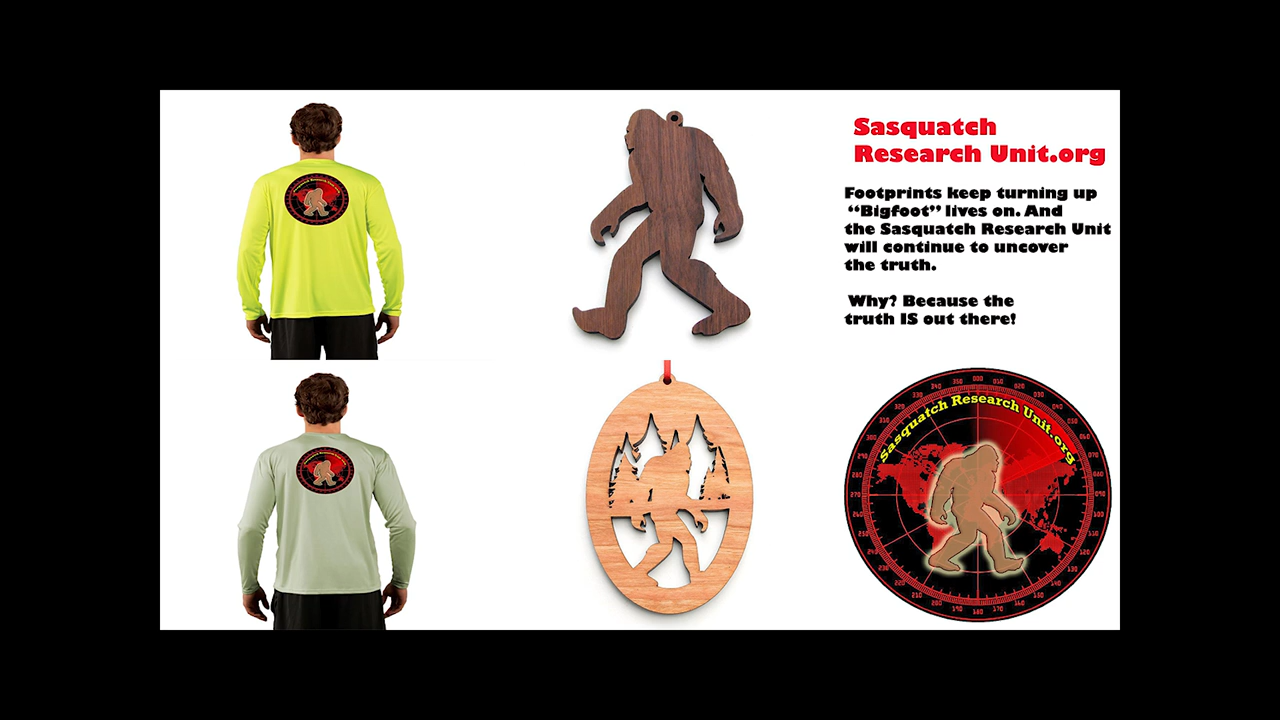 Sasquatch
Research Unit.org
Footprints keep turning up
“Bigfoot” lives on. And
the Sasquatch Research Unit
will continue to uncover
the truth.
Why? Because the
truth IS out there!
Sasquatch Research Unit.org